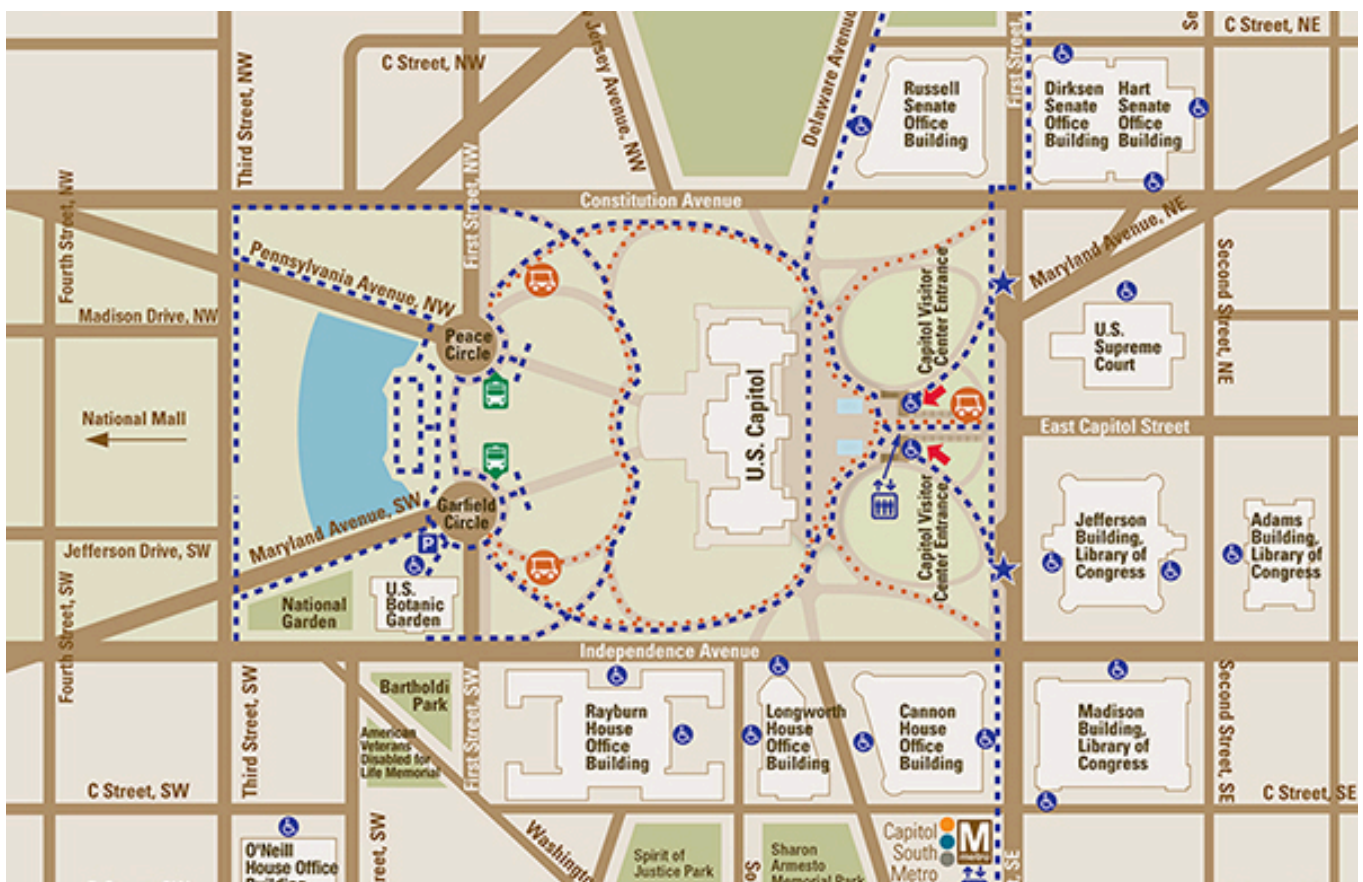 C Street, NE
C Street, NW
Third Street, NW
Jersey Avenue, NW
Delaware Avenue
First Street,
Se
Russell
Senate
Office
Building
Dirksen
Senate
Office
Building
Hart
Senate
Office
Building
Constitution Avenue
Fourth Street, NW
First Street, NW
Pennsylvania Avenue, NW
Madison Drive, NW
Maryland Avenue, NE
Second Street, NE
Peace
Circle
Capitol Visitor
Center Entrance
U.S.
Supreme
Court
National Mall
U.S. Capitol
East Capitol Street
Garfield
Circle
Maryland Avenue, SW
P
Jefferson Drive, SW
Capitol Visitor
Center Entrance
Jefferson
Building,
Library of
Congress
Adams
Building,
Library of
Congress
National
Garden
U.S.
Botanic
Garden
Fourth Street, SW
Independence Avenue
Third Street, SW
First Street, SW
Second Street, SE
Bartholdi
Park
American
Veterans
Disabled for
Life Memorial
Rayburn
House
Office
Building
Longworth
House
Office
Building
Cannon
House
Office
Building
Madison
Building,
Library of
Congress
C Street, SW
C Street, SE
O'Neill
House Office
reet, SW
Washington
Spirit of
Justice Park
So
Sharon
Armesto
Memorial Park
Capitol
South
Metro
M
metro
, SE